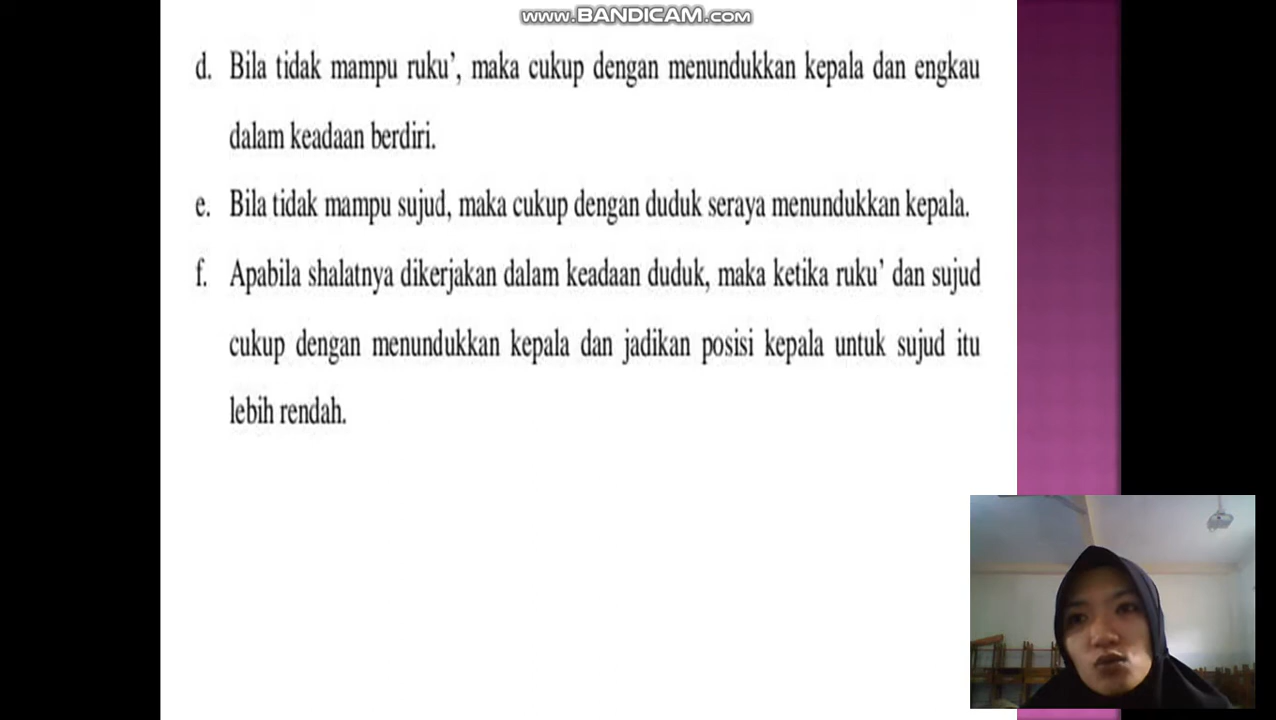 WWW.BANDICAM.COM
d. Bila tidak mampu ruku’, maka cukup dengan menundukkan kepala dan engkau
dalam keadaan berdiri.
e. Bila tidak mampu sujud, maka cukup dengan duduk seraya menundukkan kepala.
f. Apabila shalatnya dikerjakan dalam keadaan duduk, maka ketika ruku’ dan sujud
cukup dengan menundukkan kepala dan jadikan posisi kepala untuk sujud itu
lebih rendah.